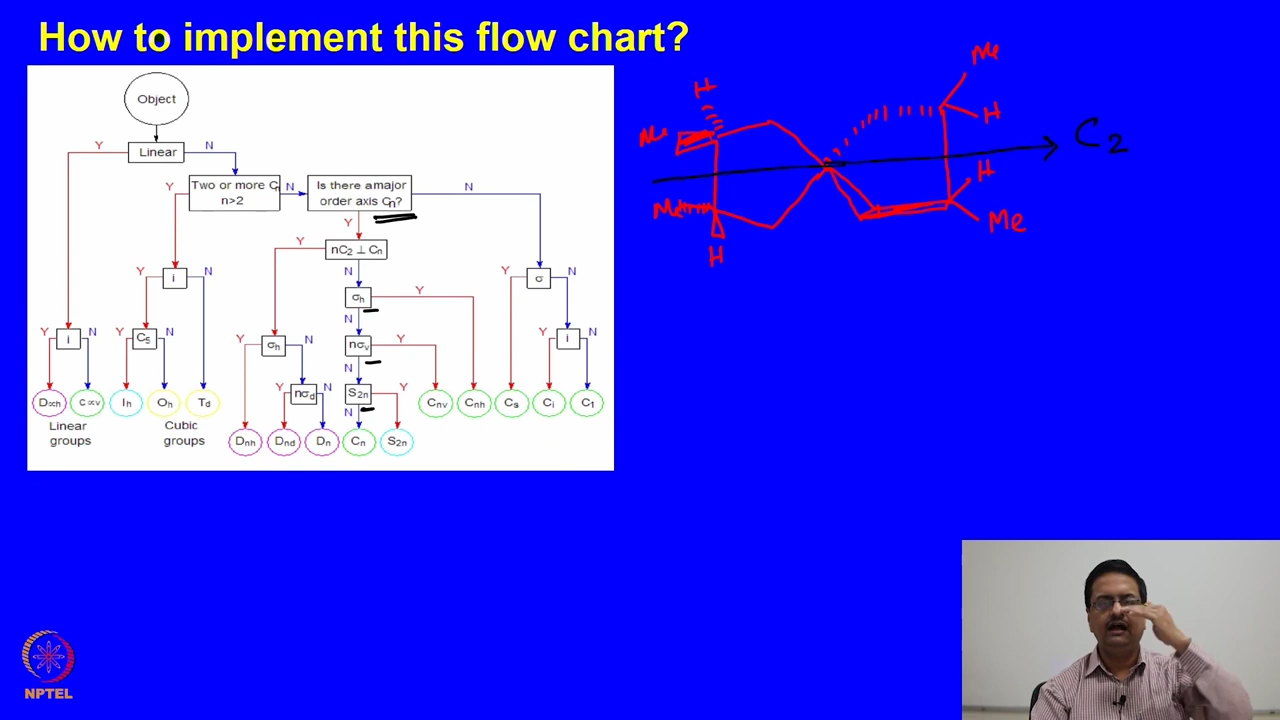 How to implement this flow chart?
Object
Y Linear N
Y Two or more Cn n>2 N
Is there a major order axis Cn? N
Y
Y nC2 ⊥ Cn
N
Y i N
Y σ N
σh Y
N
Y i N
Y C5 N
Y σh N
nσv Y
N
Y i N
Y nσd N
S2n Y
N
D∝h C∝v Ih Oh Td
Cnv Cnh Cs Ci C1
Linear groups
Cubic groups
Dnh Dnd Dn Cn S2n
Me
H
Me
H
C2
H
Me
Me
H
NPTEL